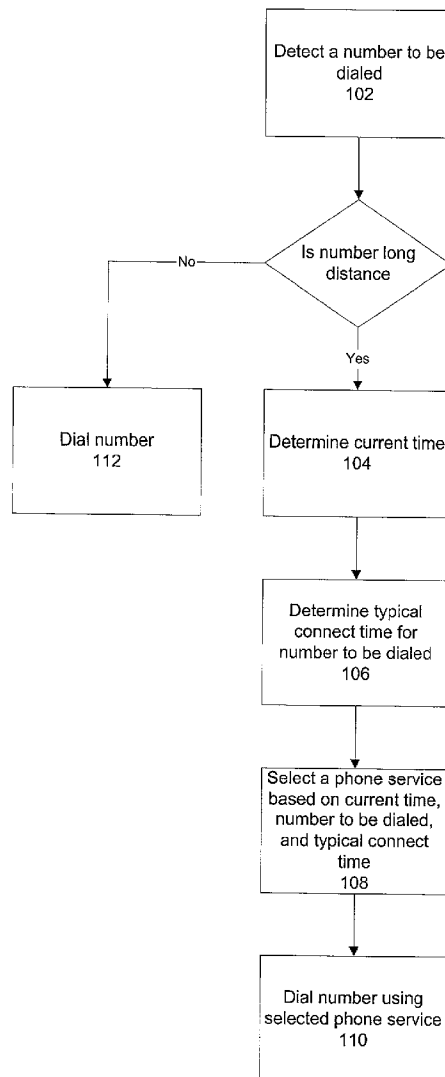 Detect a number to be
dialed
102
Is number long
distance
No
Yes
Dial number
112
Determine current time
104
Determine typical
connect time for
number to be dialed
106
Select a phone service
based on current time,
number to be dialed,
and typical connect
time
108
Dial number using
selected phone service
110